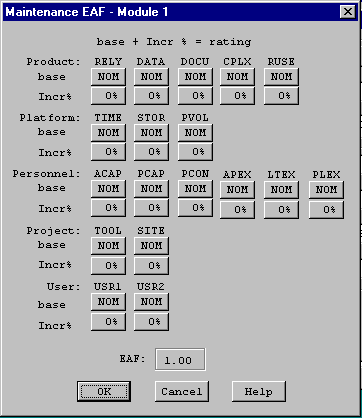 Maintenance EAF - Module 1
base + Incr % = rating
Product: RELY DATA DOCU CPLX RUSE
base NOM NOM NOM NOM NOM
Incr% 0% 0% 0% 0% 0%
Platform: TIME STOR PVOL
base NOM NOM NOM
Incr% 0% 0% 0%
Personnel: ACAP PCAP PCON APEX LTEX PLEX
base NOM NOM NOM NOM NOM NOM
Incr% 0% 0% 0% 0% 0% 0%
Project: TOOL SITE
base NOM NOM
Incr% 0% 0%
User: USR1 USR2
base NOM NOM
Incr% 0% 0%
EAF: 1.00
OK Cancel Help